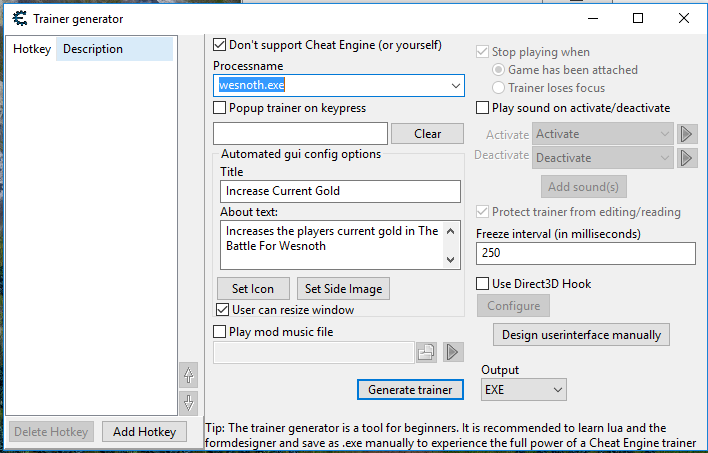 Trainer generator
Hotkey Description
Don't support Cheat Engine (or yourself)
Processname
wesnoth.exe
Popup trainer on keypress
Clear
Automated gui config options
Title
Increase Current Gold
About text:
Increases the players current gold in The
Battle For Wesnoth
Set Icon Set Side Image
User can resize window
Play mod music file
Generate trainer
Stop playing when
Game has been attached
Trainer loses focus
Play sound on activate/deactivate
Activate Activate
Deactivate Deactivate
Add sound(s)
Protect trainer from editing/reading
Freeze interval (in milliseconds)
250
Use Direct3D Hook
Configure
Design userinterface manually
Output
EXE
Delete Hotkey Add Hotkey
Tip: The trainer generator is a tool for beginners. It is recommended to learn lua and the
formdesigner and save as .exe manually to experience the full power of a Cheat Engine trainer